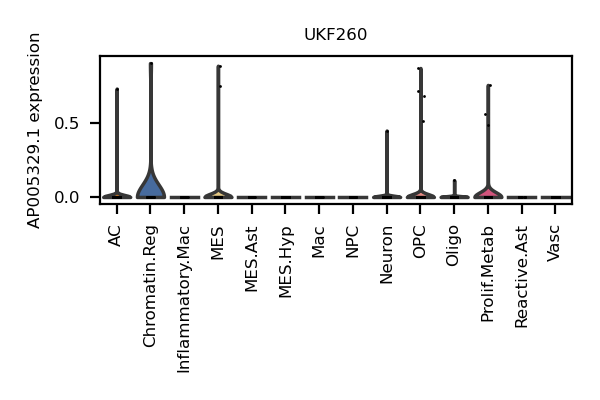 UKF260
AP005329.1 expression
0.5
0.0
AC
Chromatin.Reg
Inflammatory.Mac
MES
MES.Ast
MES.Hyp
Mac
NPC
Neuron
OPC
Oligo
Prolif.Metab
Reactive.Ast
Vasc